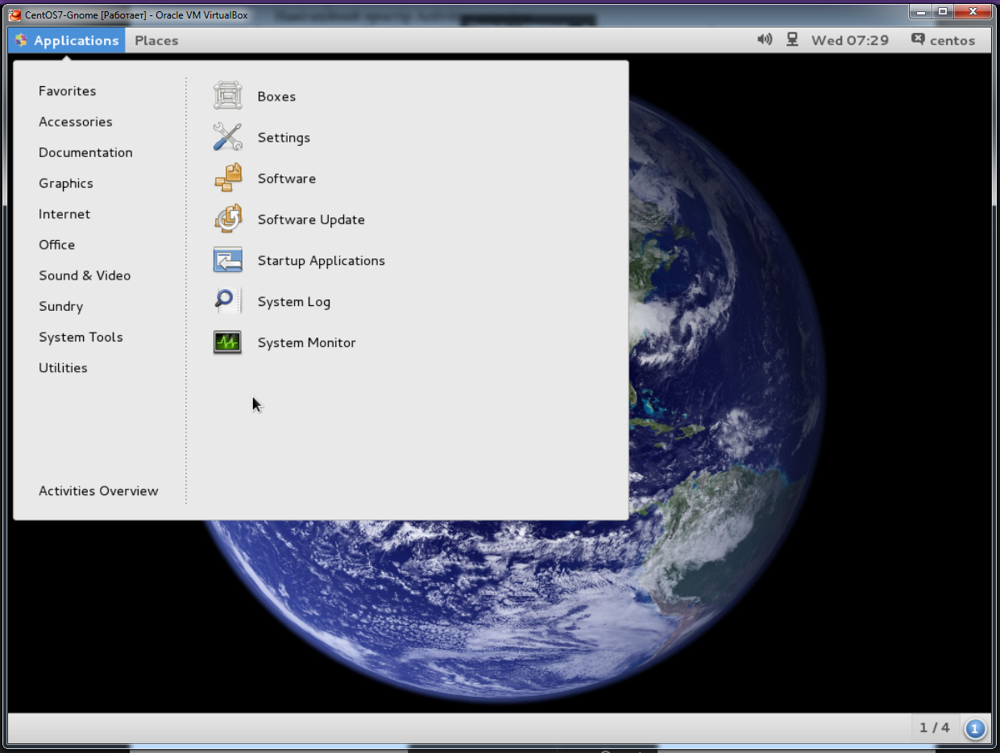 CentOS7-Gnome [Работает] - Oracle VM VirtualBox
Applications Places Wed 07:29 centos
Favorites
Accessories
Documentation
Graphics
Internet
Office
Sound & Video
Sundry
System Tools
Utilities
Activities Overview
Boxes
Settings
Software
Software Update
Startup Applications
System Log
System Monitor
1 / 4 1